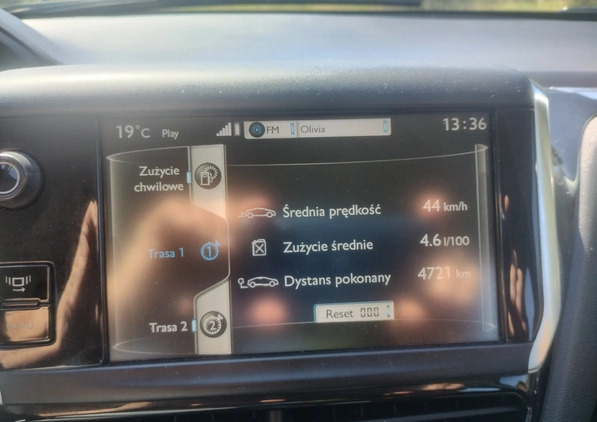 19°C Play FM Olivia 13:36
Zużycie chwilowe
Średnia prędkość 44 km/h
Trasa 1
Zużycie średnie 4.6 l/100
Dystans pokonany 4721 km
Reset 000
Trasa 2